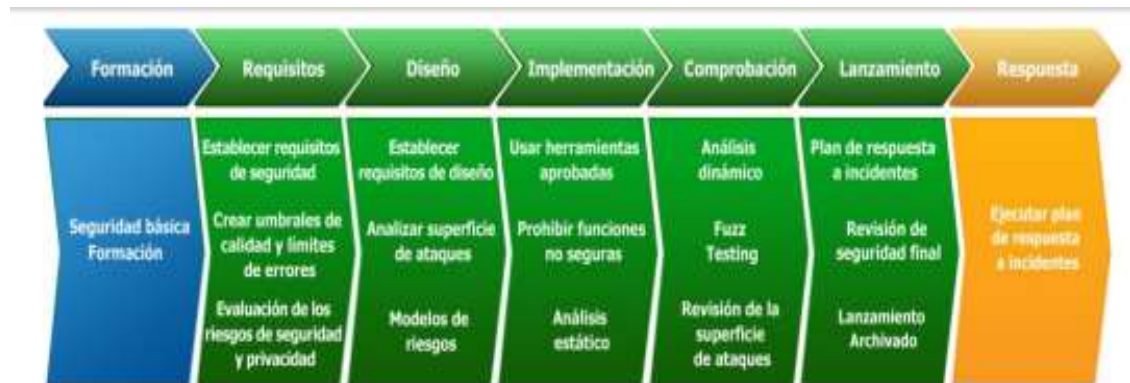 Formación
Requisitos
Diseño
Implementación
Comprobación
Lanzamiento
Respuesta
Seguridad básica
Formación
Establecer requisitos
de seguridad
Crear umbrales de
calidad y límites
de errores
Evaluación de los
riesgos de seguridad
y privacidad
Establecer
requisitos de diseño
Analizar superficie
de ataques
Modelos de
riesgos
Usar herramientas
aprobadas
Prohibir funciones
no seguras
Análisis
estático
Análisis
dinámico
Fuzz
Testing
Revisión de la
superficie
de ataques
Plan de respuesta
a incidentes
Revisión de
seguridad final
Lanzamiento
Archivado
Ejecutar plan
de respuesta
a incidentes